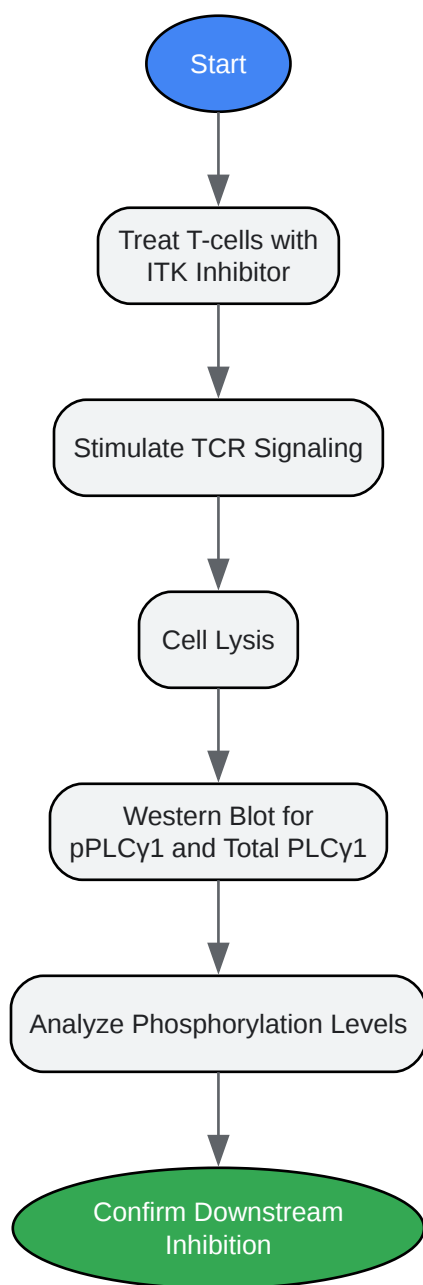 Start
Treat T-cells with
ITK Inhibitor
Stimulate TCR Signaling
Cell Lysis
Western Blot for
pPLCγ1 and Total PLCγ1
Analyze Phosphorylation Levels
Confirm Downstream
Inhibition